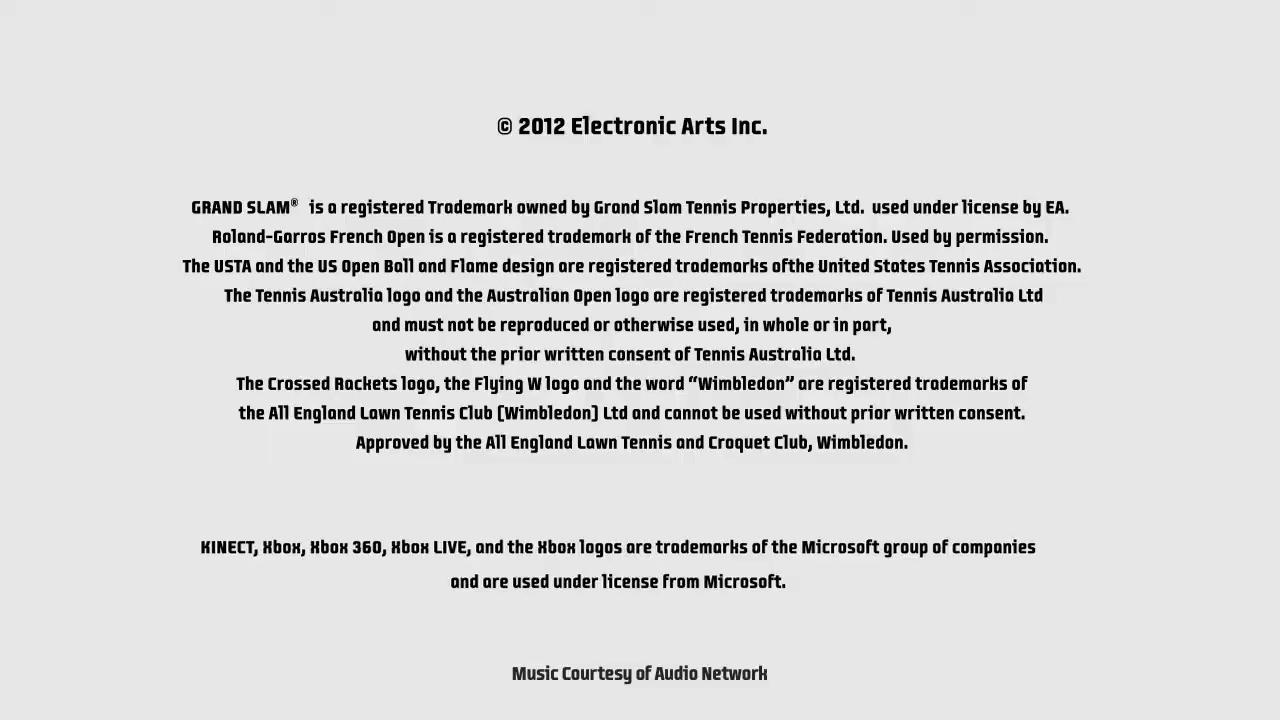 © 2012 Electronic Arts Inc.
GRAND SLAM® is a registered Trademark owned by Grand Slam Tennis Properties, Ltd. used under license by EA.
Roland-Garros French Open is a registered trademark of the French Tennis Federation. Used by permission.
The USTA and the US Open Ball and Flame design are registered trademarks ofthe United States Tennis Association.
The Tennis Australia logo and the Australian Open logo are registered trademarks of Tennis Australia Ltd
and must not be reproduced or otherwise used, in whole or in part,
without the prior written consent of Tennis Australia Ltd.
The Crossed Rackets logo, the Flying W logo and the word “Wimbledon” are registered trademarks of
the All England Lawn Tennis Club (Wimbledon) Ltd and cannot be used without prior written consent.
Approved by the All England Lawn Tennis and Croquet Club, Wimbledon.
KINECT, Xbox, Xbox 360, Xbox LIVE, and the Xbox logos are trademarks of the Microsoft group of companies
and are used under license from Microsoft.
Music Courtesy of Audio Network